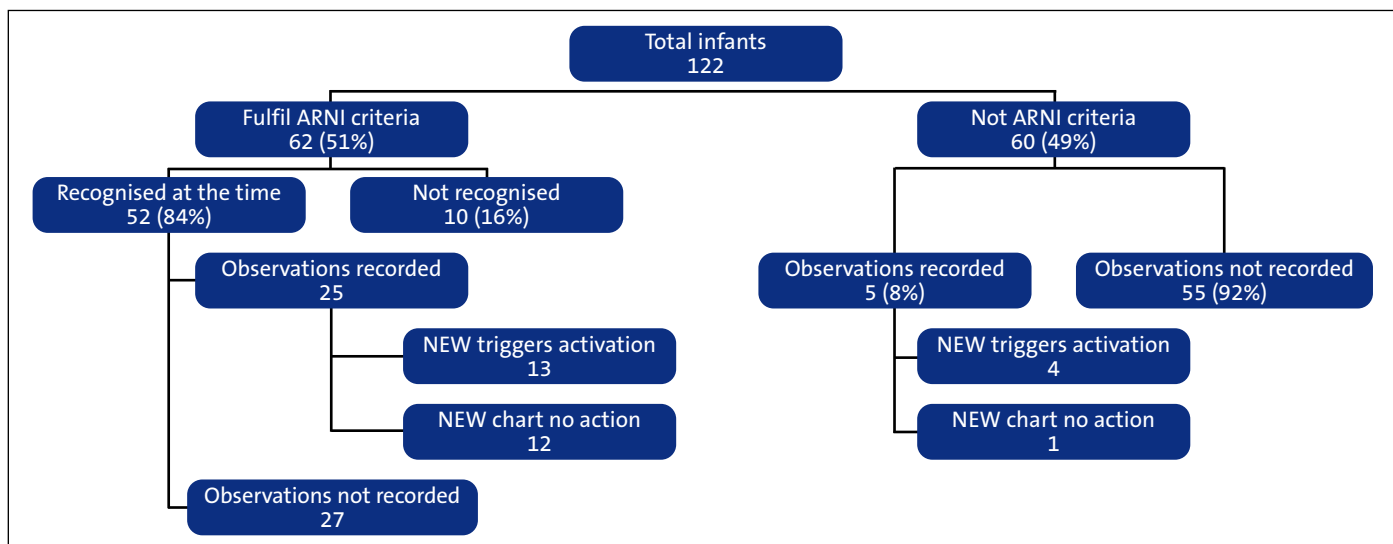 Total infants
122
Fulfil ARNI criteria
62 (51%)
Not ARNI criteria
60 (49%)
Recognised at the time
52 (84%)
Not recognised
10 (16%)
Observations recorded
25
Observations recorded
5 (8%)
Observations not recorded
55 (92%)
NEW triggers activation
13
NEW triggers activation
4
NEW chart no action
12
NEW chart no action
1
Observations not recorded
27